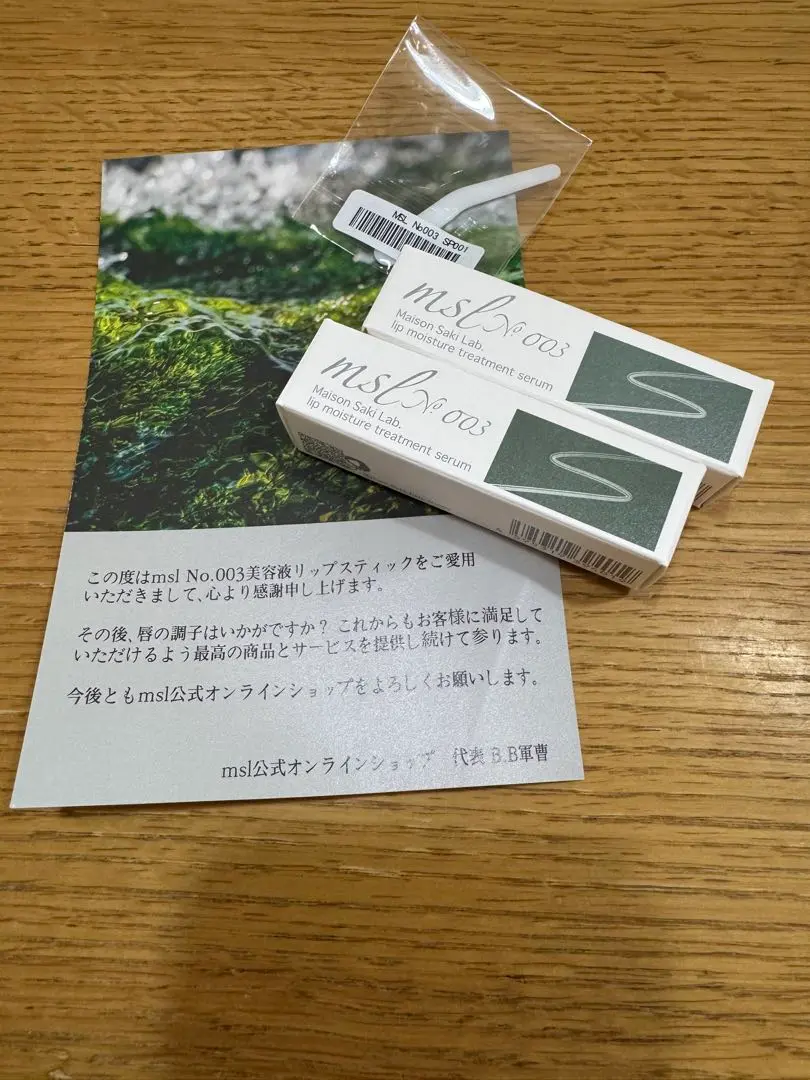 MSL No003 SP001
msl No 003
Maison Saki Lab.
lip moisture treatment serum
msl No 003
Maison Saki Lab.
lip moisture treatment serum
この度はmsl No.003美容液リップスティックをご愛用
いただきまして、心より感謝申し上げます。
その後、唇の調子はいかがですか？ これからもお客様に満足して
いただけるよう最高の商品とサービスを提供し続けて参ります。
今後ともmsl公式オンラインショップをよろしくお願いします。
msl公式オンラインショップ 代表 B.B軍曹